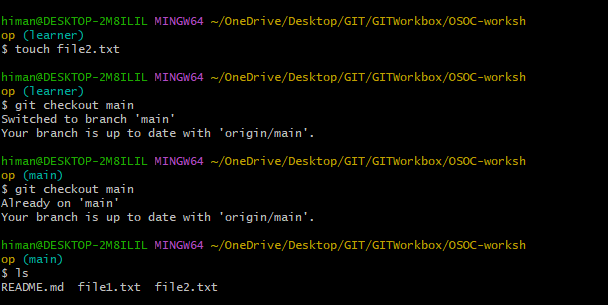 himan@DESKTOP-2M8ILIL MINGW64 ~/OneDrive/Desktop/GIT/GITWorkbox/OSOC-worksh
op (learner)
$ touch file2.txt
himan@DESKTOP-2M8ILIL MINGW64 ~/OneDrive/Desktop/GIT/GITWorkbox/OSOC-worksh
op (learner)
$ git checkout main
Switched to branch 'main'
Your branch is up to date with 'origin/main'.
himan@DESKTOP-2M8ILIL MINGW64 ~/OneDrive/Desktop/GIT/GITWorkbox/OSOC-worksh
op (main)
$ git checkout main
Already on 'main'
Your branch is up to date with 'origin/main'.
himan@DESKTOP-2M8ILIL MINGW64 ~/OneDrive/Desktop/GIT/GITWorkbox/OSOC-worksh
op (main)
$ ls
README.md  file1.txt  file2.txt